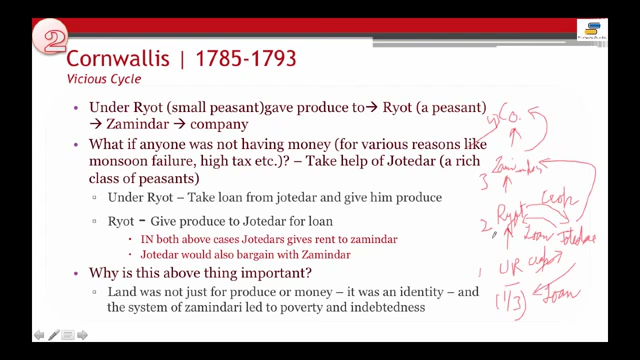 2
Cornwallis | 1785-1793
Vicious Cycle
• Under Ryot (small peasant)gave produce to→ Ryot (a peasant)
→ Zamindar → company
• What if anyone was not having money (for various reasons like
monsoon failure, high tax etc.)? – Take help of Jotedar (a rich
class of peasants)
Under Ryot – Take loan from jotedar and give him produce
Ryot - Give produce to Jotedar for loan
• IN both above cases Jotedars gives rent to zamindar
• Jotedar would also bargain with Zamindar
• Why is this above thing important?
Land was not just for produce or money – it was an identity – and
the system of zamindari led to poverty and indebtedness
4) Co.
3 Zamindar
crop
2 Ryot
Loan Jotedar
1 UR crop
(1/3) Loan